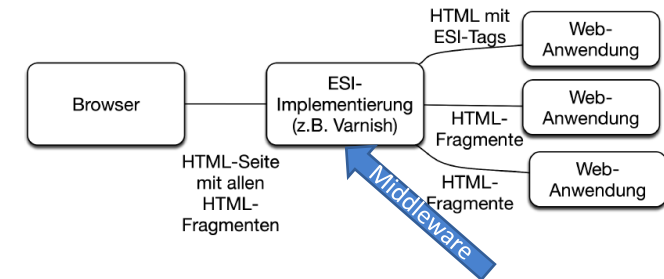 Browser
HTML-Seite
mit allen
HTML-
Fragmenten
ESI-
Implementierung
(z.B. Varnish)
Middleware
HTML mit
ESI-Tags
Web-
Anwendung
HTML-
Fragmente
Web-
Anwendung
HTML-
Fragmente
Web-
Anwendung